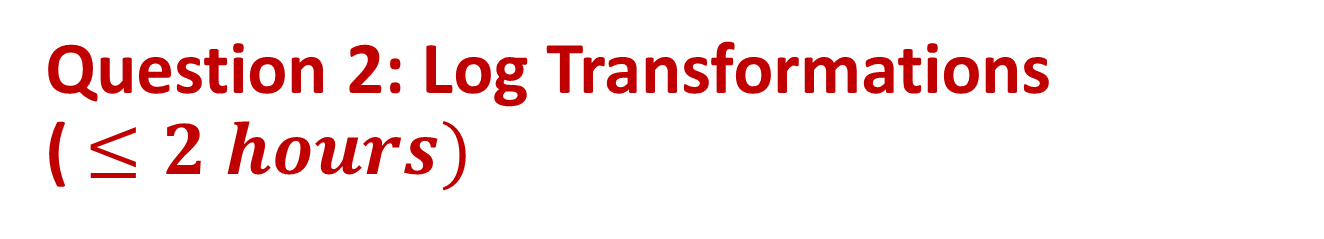 Question 2: Log Transformations
( ≤ 2 hours)